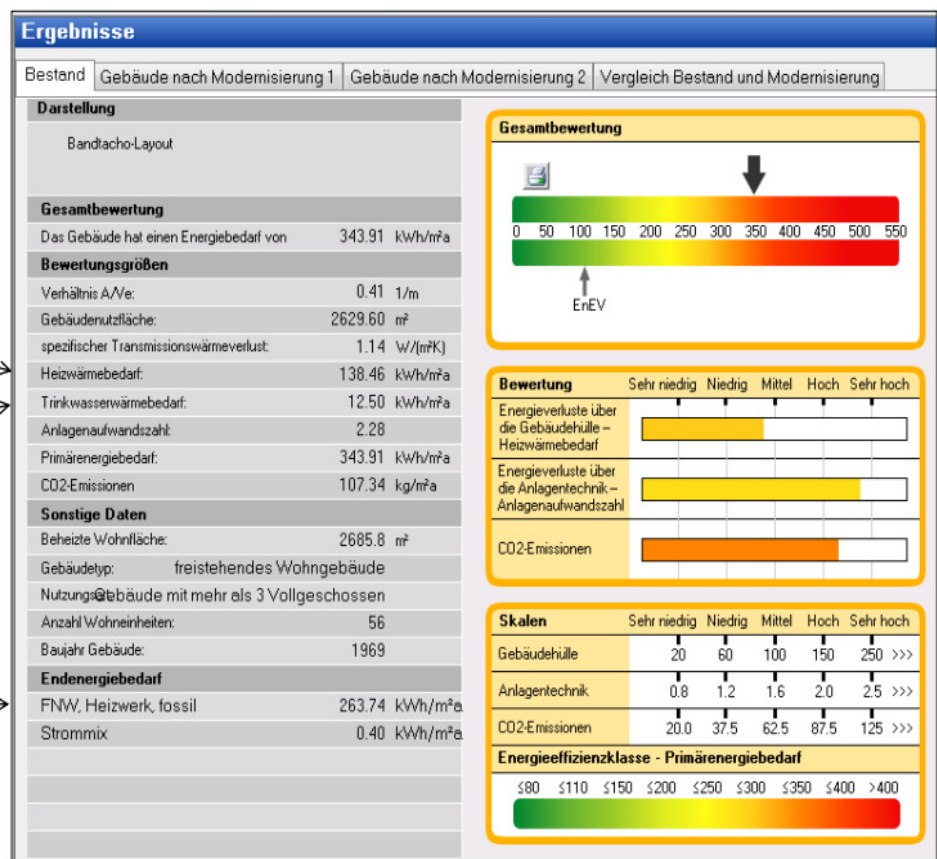 Ergebnisse
Bestand Gebäude nach Modernisierung 1 Gebäude nach Modernisierung 2 Vergleich Bestand und Modernisierung
Darstellung
Bandtacho-Layout
Gesamtbewertung
Das Gebäude hat einen Energiebedarf von 343.91 kWh/m²a
Bewertungsgrößen
Verhältnis A/Ve: 0.41 1/m
Gebäudenutzfläche: 2629.60 m²
spezifischer Transmissionswärmeverlust: 1.14 W/(m²K)
Heizwärmebedarf: 138.46 kWh/m²a
Trinkwasserwärmebedarf: 12.50 kWh/m²a
Anlagenaufwandszahl: 2.28
Primärenergiebedarf: 343.91 kWh/m²a
CO2-Emissionen 107.34 kg/m²a
Sonstige Daten
Beheizte Wohnfläche: 2685.8 m²
Gebäudetyp: freistehendes Wohngebäude
Gebäude mit mehr als 3 Vollgeschossen
Anzahl Wohneinheiten: 56
Baujahr Gebäude: 1969
Endenergiebedarf
FNW, Heizwerk, fossil 263.74 kWh/m²a
Strommix 0.40 kWh/m²a
Gesamtbewertung
0 50 100 150 200 250 300 350 400 450 500 550
EnEV
Bewertung Sehr niedrig Niedrig Mittel Hoch Sehr hoch
Energieverluste über
die Gebäudehülle –
Heizwärmebedarf
Energieverluste über
die Anlagentechnik –
Anlagenaufwandszahl
CO2-Emissionen
Skalen Sehr niedrig Niedrig Mittel Hoch Sehr hoch
Gebäudehülle 20 60 100 150 250 >>>
Anlagentechnik 0.8 1.2 1.6 2.0 2.5 >>>
CO2-Emissionen 20.0 37.5 62.5 87.5 125 >>>
Energieeffizienzklasse - Primärenergiebedarf
≤80 ≤110 ≤150 ≤200 ≤250 ≤300 ≤350 ≤400 >400